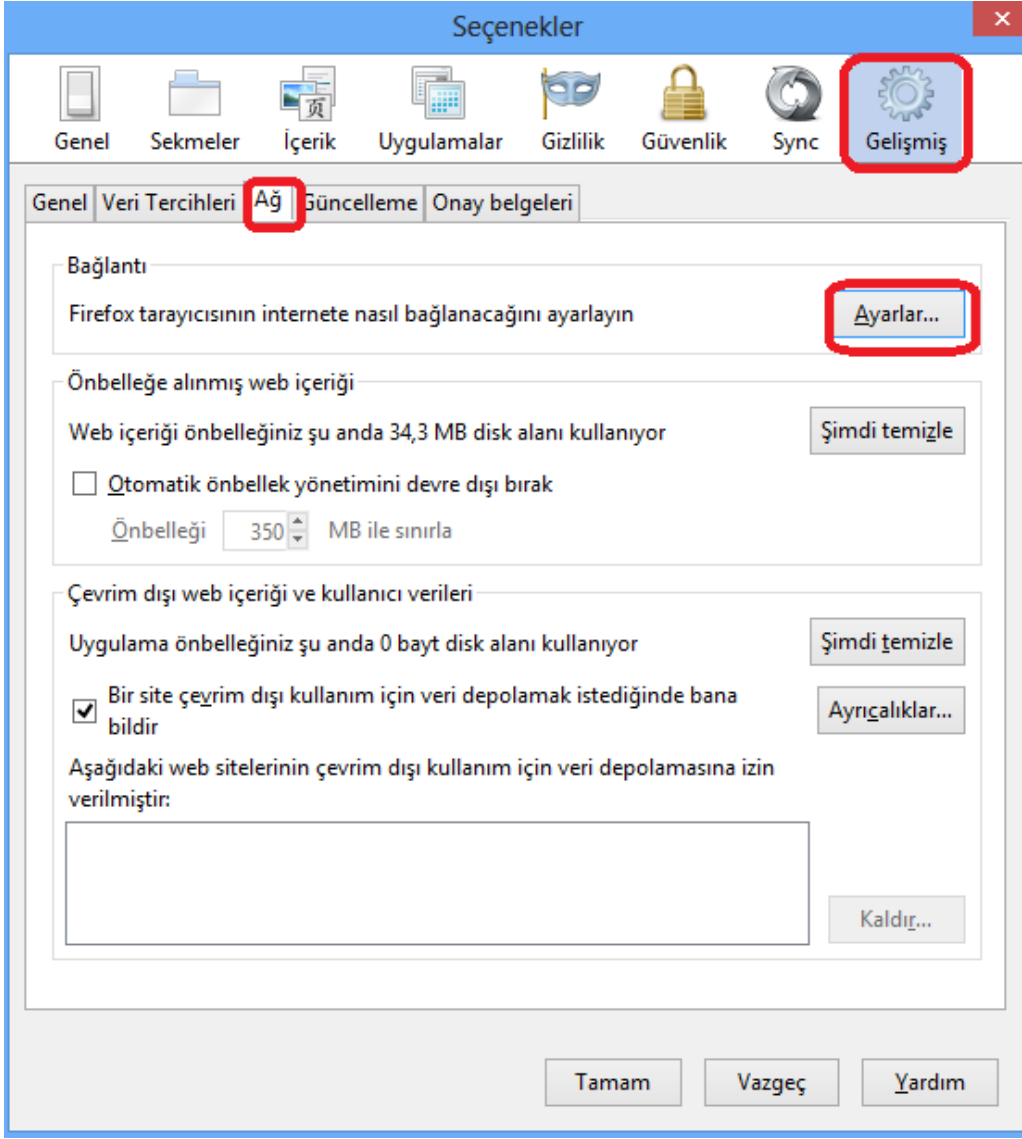 Seçenekler
Genel Sekmeler İçerik Uygulamalar Gizlilik Güvenlik Sync Gelişmiş
Genel Veri Tercihleri Ağ Güncelleme Onay belgeleri
Bağlantı
Firefox tarayıcısının internete nasıl bağlanacağını ayarlayın Ayarlar...
Önbelleğe alınmış web içeriği
Web içeriği önbelleğiniz şu anda 34,3 MB disk alanı kullanıyor Şimdi temizle
Otomatik önbellek yönetimini devre dışı bırak
Önbelleği 350 MB ile sınırla
Çevrim dışı web içeriği ve kullanıcı verileri
Uygulama önbelleğiniz şu anda 0 bayt disk alanı kullanıyor Şimdi temizle
Bir site çevrim dışı kullanım için veri depolamak istediğinde bana
bildir
Ayrıcalıklar...
Aşağıdaki web sitelerinin çevrim dışı kullanım için veri depolamasına izin
verilmiştir:
Kaldır...
Tamam Vazgeç Yardım